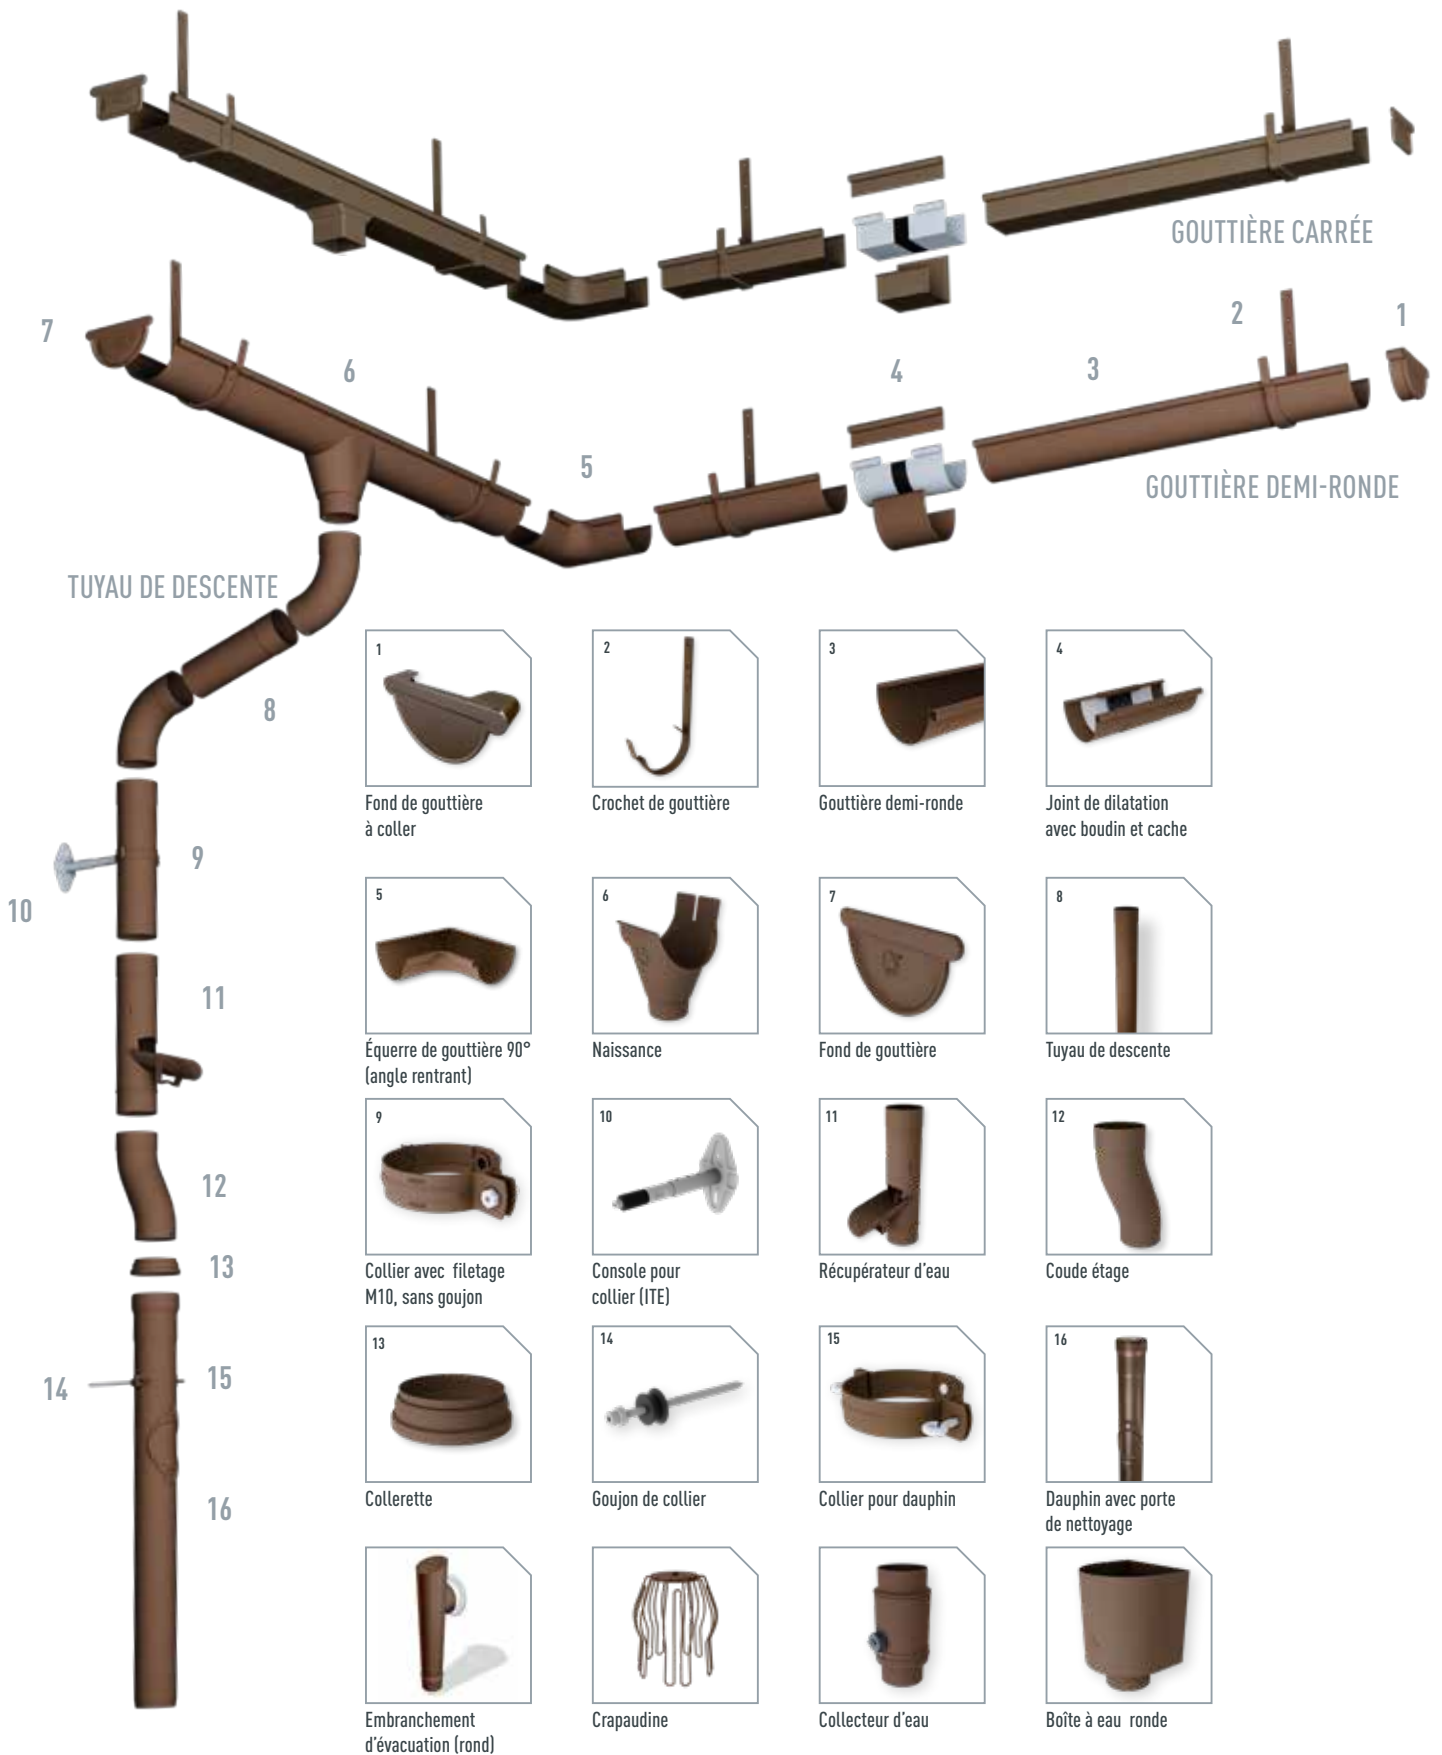 GOUTTIÈRE CARRÉE
7
6
5
4
3
2
1
GOUTTIÈRE DEMI-RONDE
TUYAU DE DESCENTE
8
9
10
11
12
13
14
15
16
1
Fond de gouttière
à coller
2
Crochet de gouttière
3
Gouttière demi-ronde
4
Joint de dilatation
avec boudin et cache
5
Équerre de gouttière 90°
(angle rentrant)
6
Naissance
7
Fond de gouttière
8
Tuyau de descente
9
Collier avec filetage
M10, sans goujon
10
Console pour
collier (ITE)
11
Récupérateur d'eau
12
Coude étage
13
Collerette
14
Goujon de collier
15
Collier pour dauphin
16
Dauphin avec porte
de nettoyage
Embranchement
d'évacuation (rond)
Crapaudine
Collecteur d'eau
Boîte à eau ronde